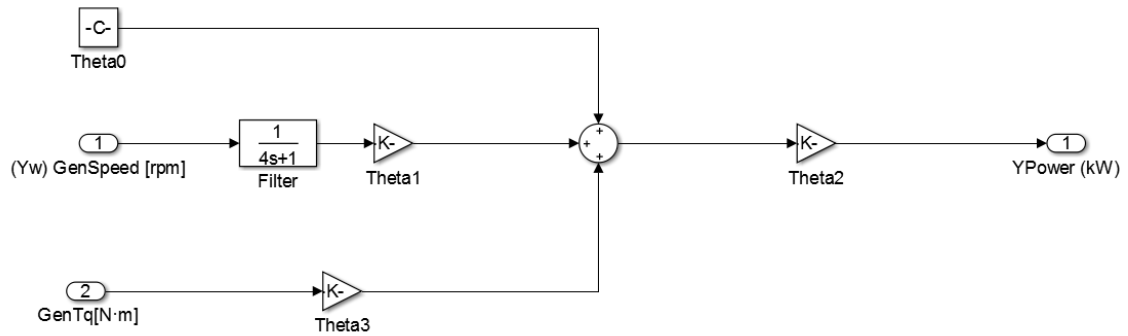 -C-
Theta0
1
(Yw) GenSpeed [rpm]
1
4s+1
Filter
K-
Theta1
+
+
+
K-
Theta2
1
YPower (kW)
2
GenTq[N·m]
K-
Theta3